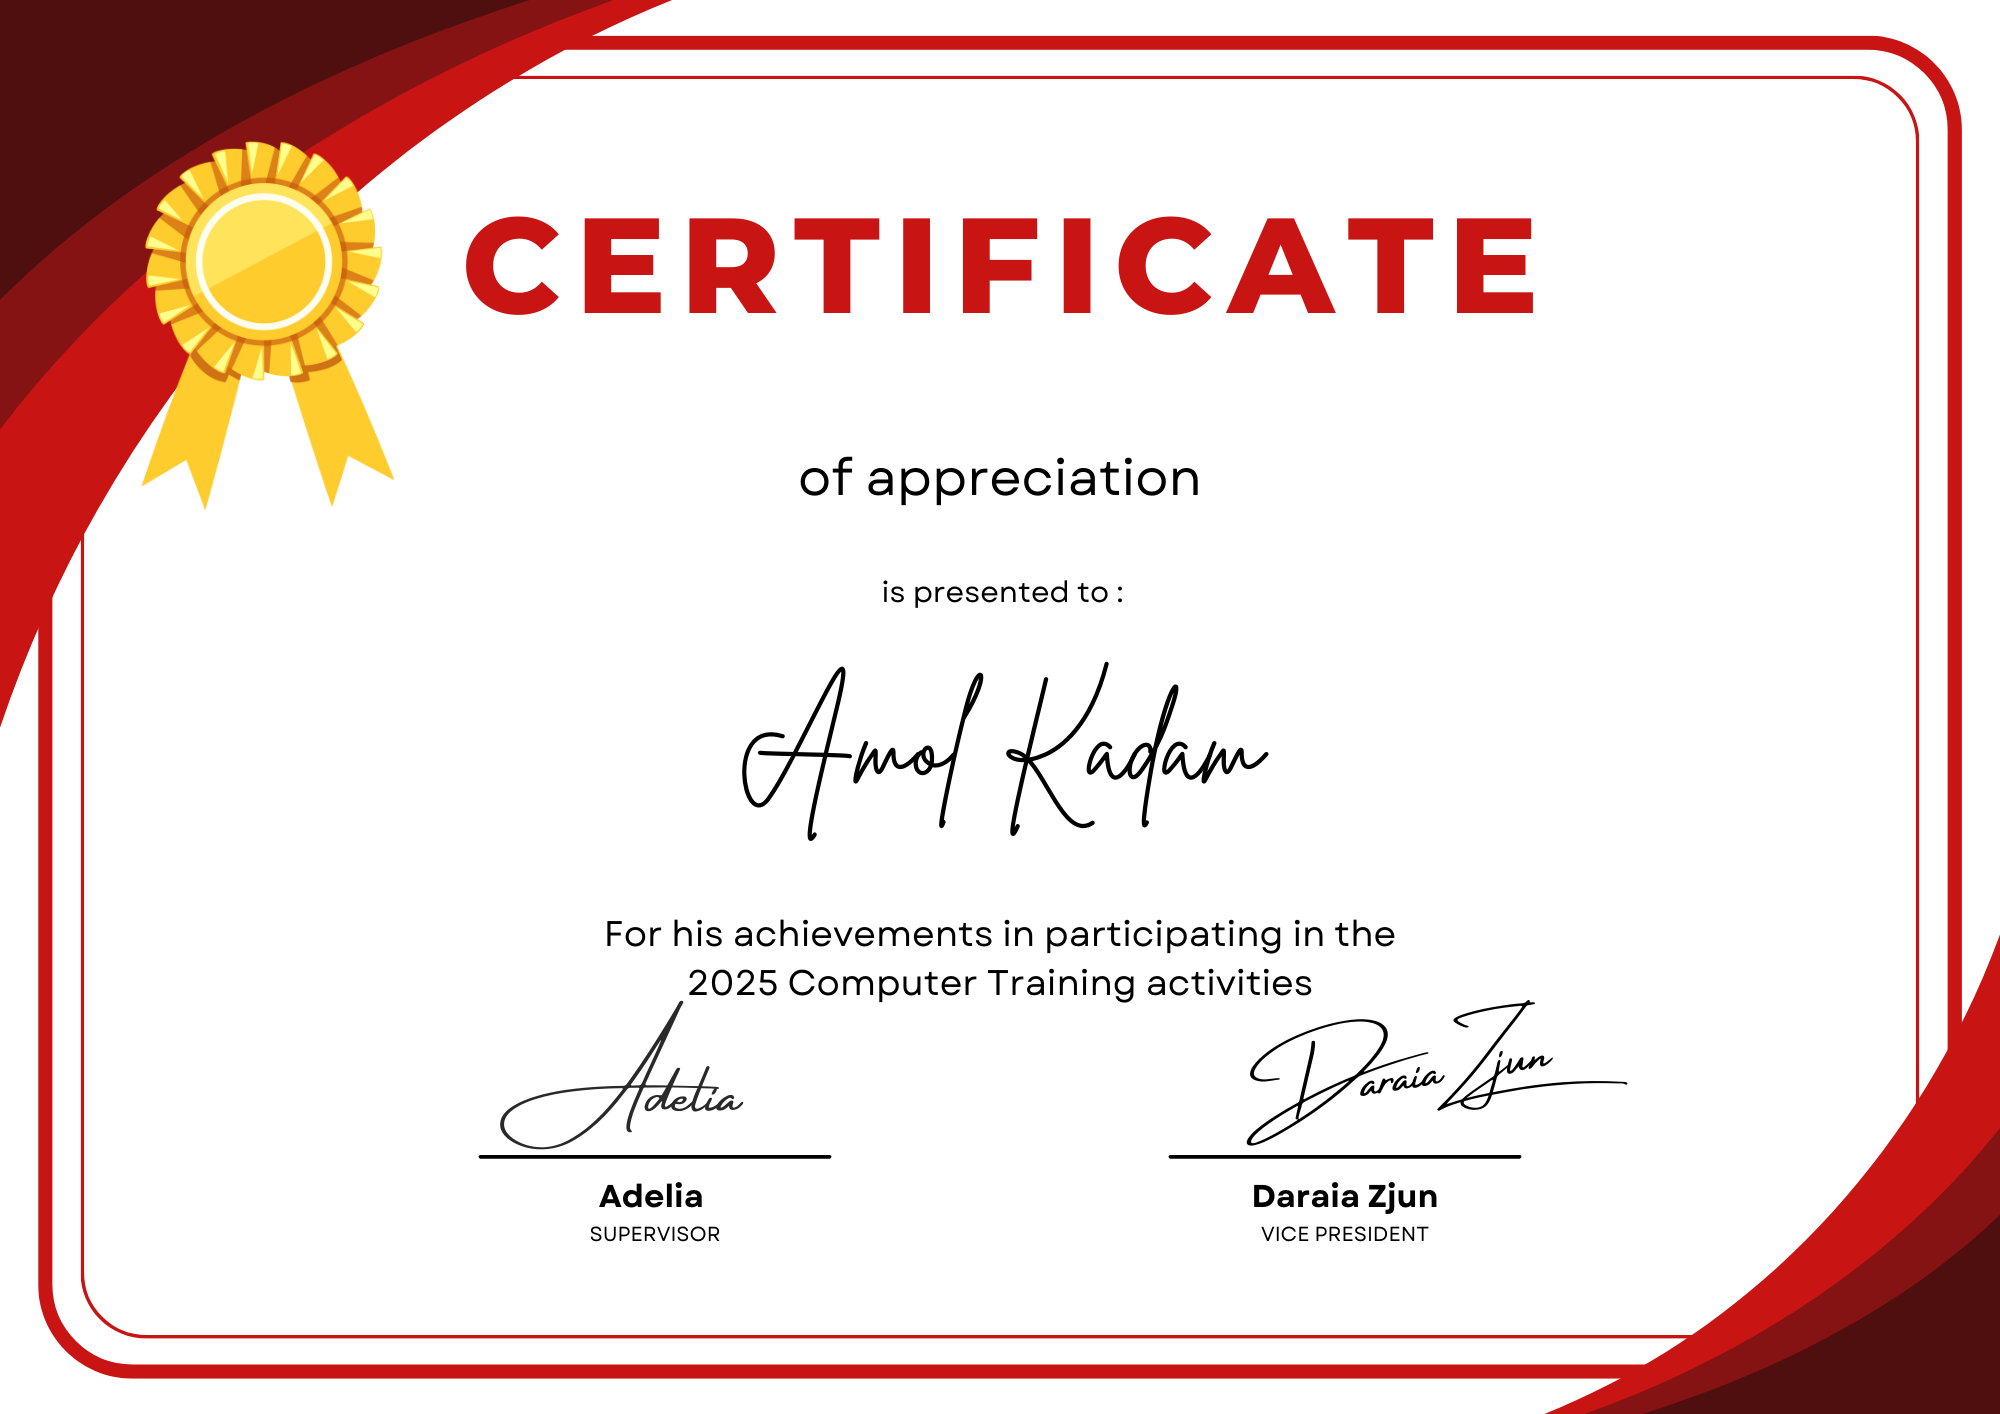 CERTIFICATE
of appreciation
is presented to :
Amol Kadam
For his achievements in participating in the
2025 Computer Training activities
Adelia
Daraia Zjun
Adelia
Daraia Zjun
SUPERVISOR
VICE PRESIDENT